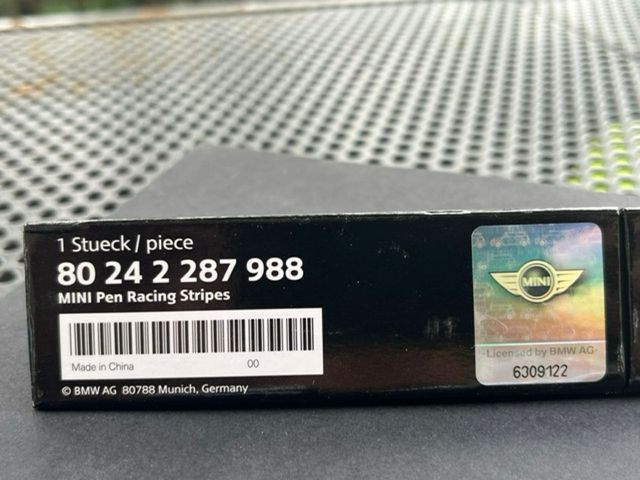 1 Stueck / piece
80 24 2 287 988
MINI Pen Racing Stripes
Made in China 00
© BMW AG 80788 Munich, Germany
MINI
-Licensed by BMW AG-
6309122